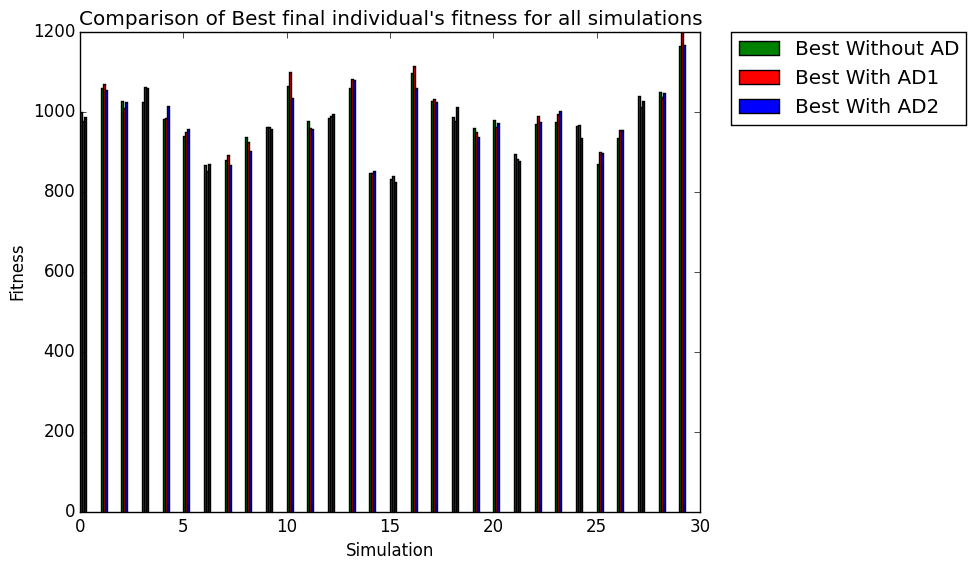 Comparison of Best final individual's fitness for all simulations
1200
1000
800
600
400
200
0
Fitness
0 5 10 15 20 25 30
Simulation
Best Without AD
Best With AD1
Best With AD2